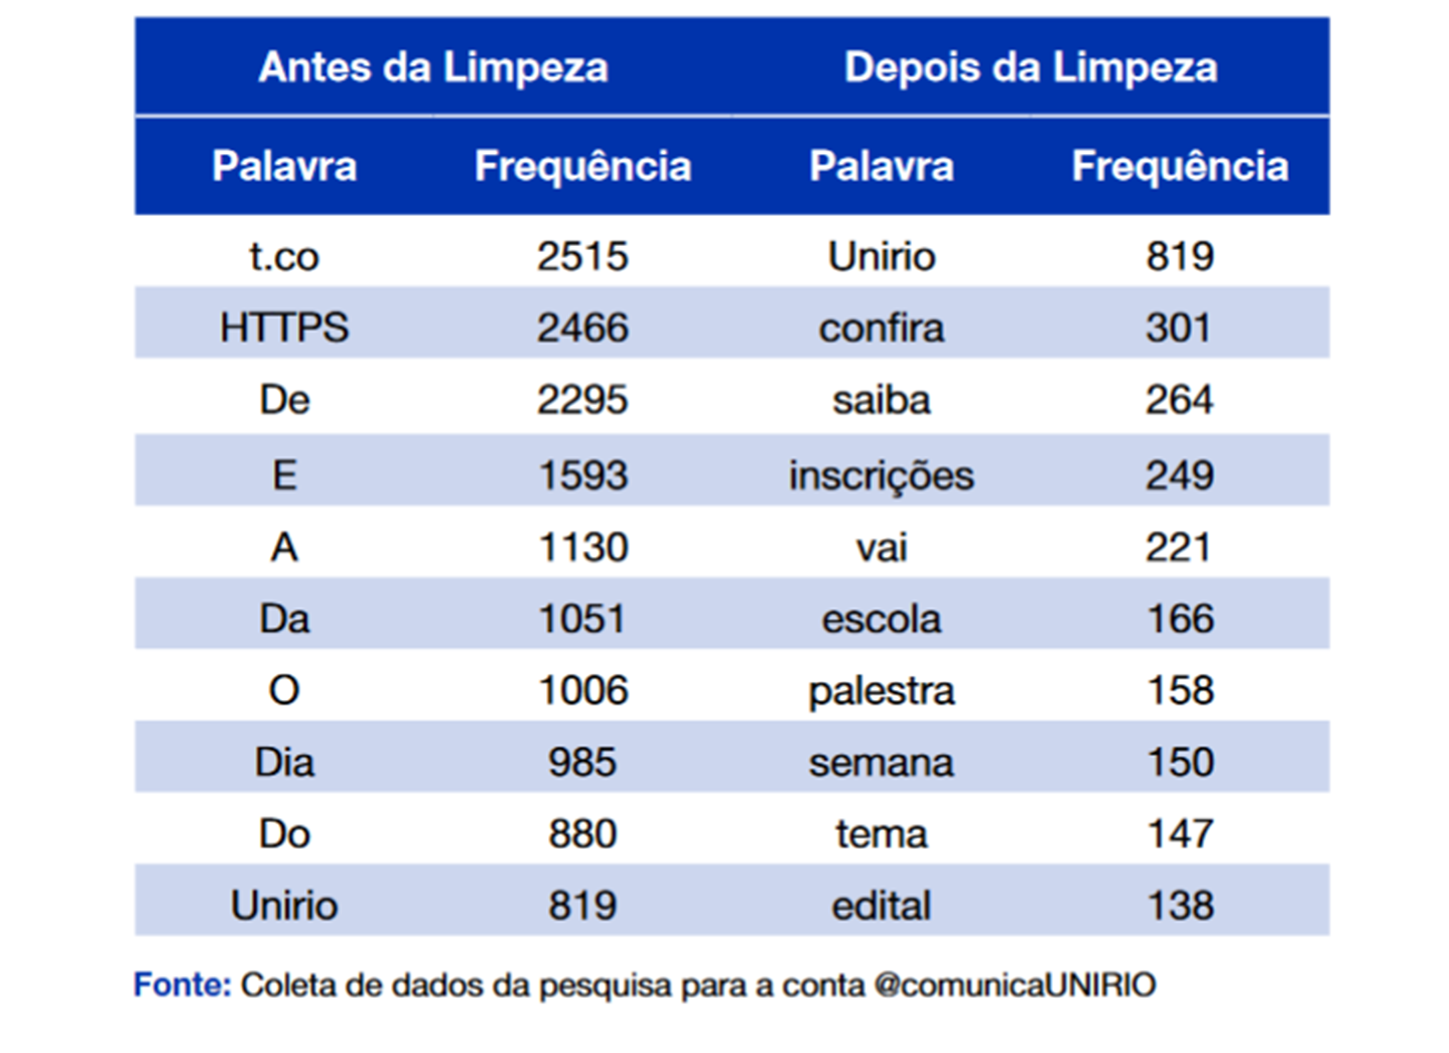 Antes da Limpeza Depois da Limpeza
Palavra Frequência Palavra Frequência
t.co 2515 Unirio 819
HTTPS 2466 confira 301
De 2295 saiba 264
E 1593 inscrições 249
A 1130 vai 221
Da 1051 escola 166
O 1006 palestra 158
Dia 985 semana 150
Do 880 tema 147
Unirio 819 edital 138
Fonte: Coleta de dados da pesquisa para a conta @comunicaUNIRIO